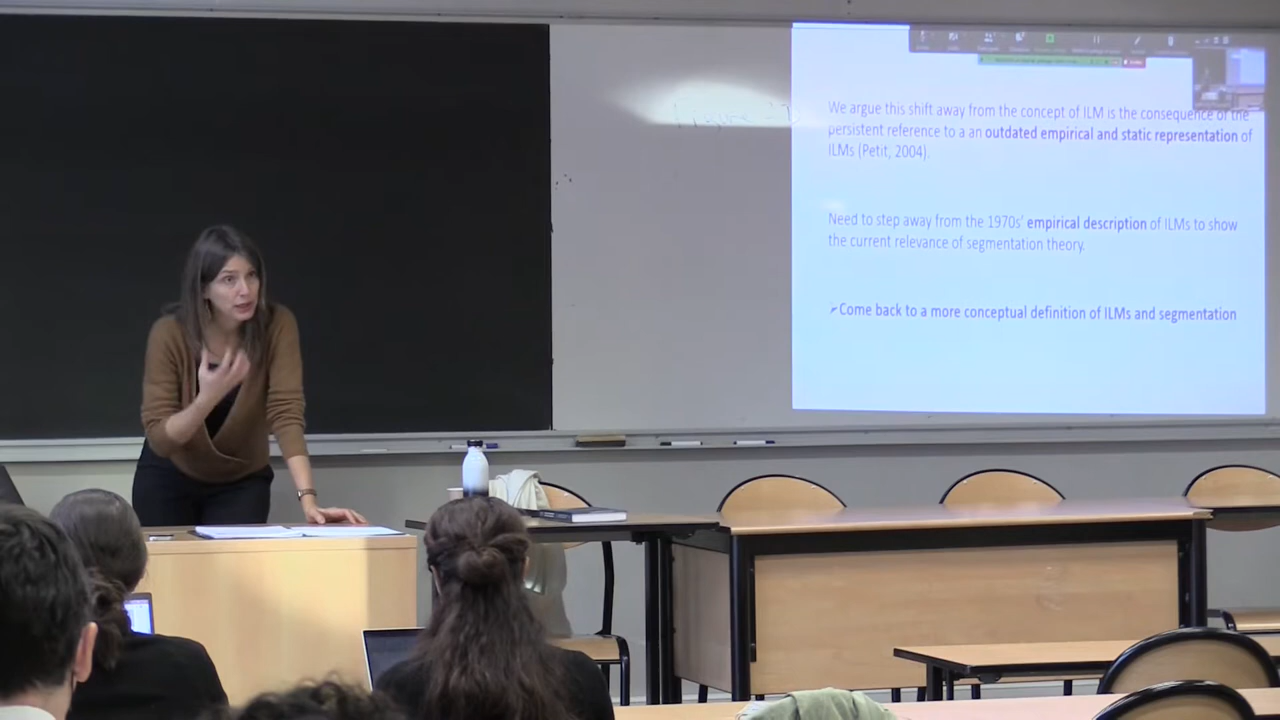 We argue this shift away from the concept of ILM is the consequence of the
persistent reference to a an outdated empirical and static representation of
ILMs (Petit, 2004).
Need to step away from the 1970s' empirical description of ILMs to show
the current relevance of segmentation theory.
➢Come back to a more conceptual definition of ILMs and segmentation